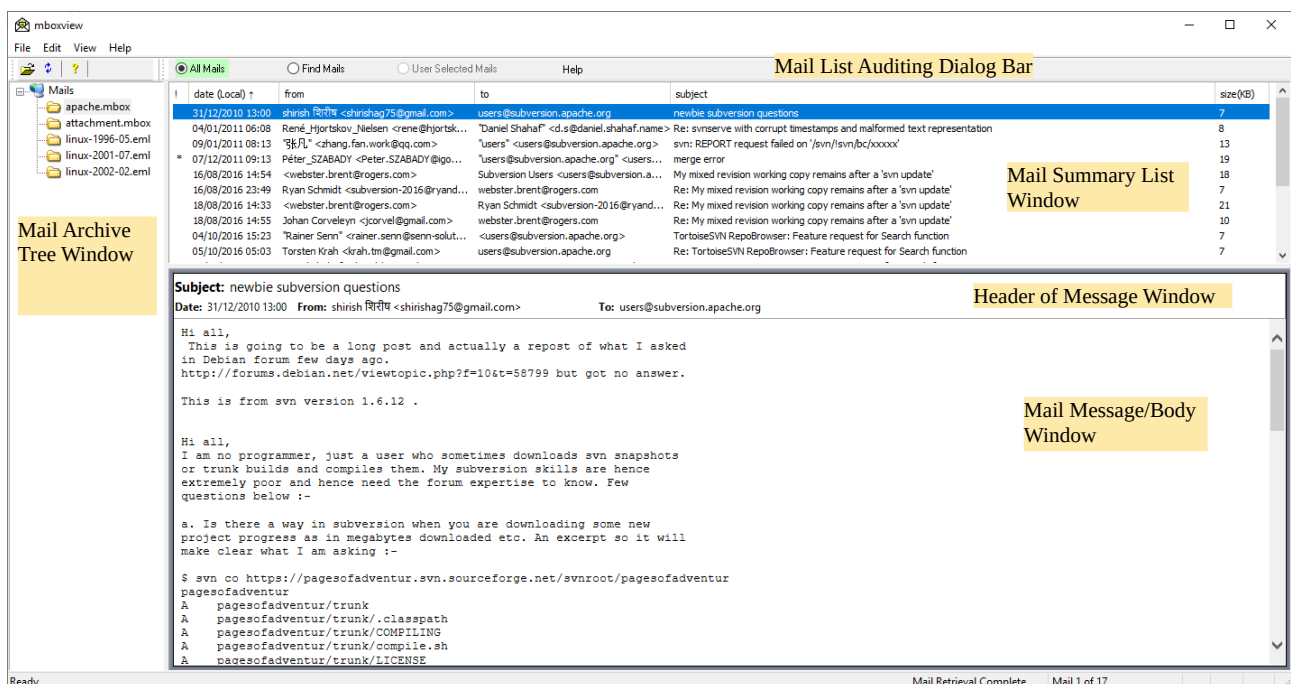 mboxview
File Edit View Help
All Mails Find Mails User Selected Mails Help Mail List Auditing Dialog Bar
Mails
apache.mbox
attachment.mbox
linux-1996-05.eml
linux-2001-07.eml
linux-2002-02.eml
Mail Archive
Tree Window
! date (Local) ↑ from to subject size(KB)
31/12/2010 13:00 shirish शिरीष <shirishag75@gmail.com> users@subversion.apache.org newbie subversion questions 7
04/01/2011 06:08 René_Hjortskov_Nielsen <rene@hjortsk... "Daniel Shahaf" <d.s@daniel.shahaf.name> Re: svnserve with corrupt timestamps and malformed text representation 8
09/01/2011 08:13 "张凡" <zhang.fan.work@qq.com> "users" <users@subversion.apache.org> svn: REPORT request failed on '/svn/!svn/bc/xxxxx' 13
* 07/12/2011 09:13 Péter_SZABADY <Peter.SZABADY@igo... "users@subversion.apache.org" <users... merge error 19
16/08/2016 14:54 <webster.brent@rogers.com> Subversion Users <users@subversion.a... My mixed revision working copy remains after a 'svn update' 18
16/08/2016 23:49 Ryan Schmidt <subversion-2016@ryand... webster.brent@rogers.com Re: My mixed revision working copy remains after a 'svn update' 7
18/08/2016 14:33 <webster.brent@rogers.com> Ryan Schmidt <subversion-2016@ryand... Re: My mixed revision working copy remains after a 'svn update' 21
18/08/2016 14:55 Johan Corveleyn <jcorvel@gmail.com> webster.brent@rogers.com Re: My mixed revision working copy remains after a 'svn update' 10
04/10/2016 15:23 "Rainer Senn" <rainer.senn@senn-solut... <users@subversion.apache.org> TortoiseSVN RepoBrowser: Feature request for Search function 7
05/10/2016 05:03 Torsten Krah <krah.tm@gmail.com> users@subversion.apache.org Re: TortoiseSVN RepoBrowser: Feature request for Search function 7
Mail Summary List
Window
Subject: newbie subversion questions
Date: 31/12/2010 13:00 From: shirish शिरीष <shirishag75@gmail.com> To: users@subversion.apache.org
Header of Message Window
Hi all,
This is going to be a long post and actually a repost of what I asked
in Debian forum few days ago.
http://forums.debian.net/viewtopic.php?f=10&t=58799 but got no answer.
This is from svn version 1.6.12 .
Mail Message/Body
Window
Hi all,
I am no programmer, just a user who sometimes downloads svn snapshots
or trunk builds and compiles them. My subversion skills are hence
extremely poor and hence need the forum expertise to know. Few
questions below :-
a. Is there a way in subversion when you are downloading some new
project progress as in megabytes downloaded etc. An excerpt so it will
make clear what I am asking :-
$ svn co https://pagesofadventur.svn.sourceforge.net/svnroot/pagesofadventur
pagesofadventur
A pagesofadventur/trunk
A pagesofadventur/trunk/.classpath
A pagesofadventur/trunk/COMPILING
A pagesofadventur/trunk/compile.sh
A pagesofadventur/trunk/LICENSE
Ready Mail Retrieval Complete Mail 1 of 17